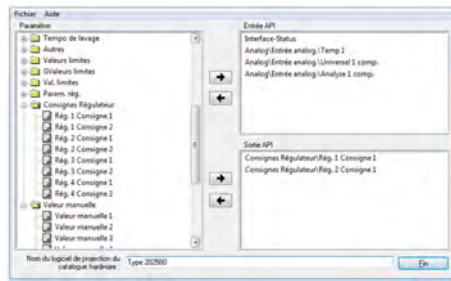 Fichier Aide
Paramètre
Tempo de lavage
Autres
Valeurs limites
GValeurs limites
Val. limites
Param. rég.
Consignes Régulateur
Rég. 1 Consigne 1
Rég. 1 Consigne 2
Rég. 2 Consigne 1
Rég. 2 Consigne 2
Rég. 3 Consigne 1
Rég. 3 Consigne 2
Rég. 4 Consigne 1
Rég. 4 Consigne 2
Valeur manuelle
Valeur manuelle 1
Valeur manuelle 2
Valeur manuelle 3
Entrée API
Interface-Status
Analog\Entrée analog.\Temp 1
Analog\Entrée analog.\Universel 1 comp.
Analog\Entrée analog.\Analyse 1 comp.
Sortie API
Consignes Régulateur\Rég. 1 Consigne 1
Consignes Régulateur\Rég. 2 Consigne 1
Nom du logiciel de projection du
catalogue hardware :
Type 202580
Fin